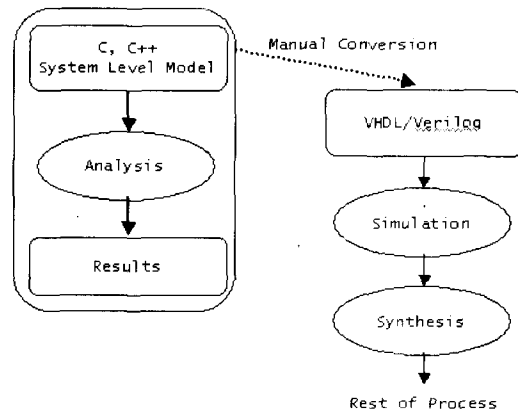 C, C++
System Level Model
Analysis
Results
Manual Conversion
VHDL/Verilog
Simulation
Synthesis
Rest of Process